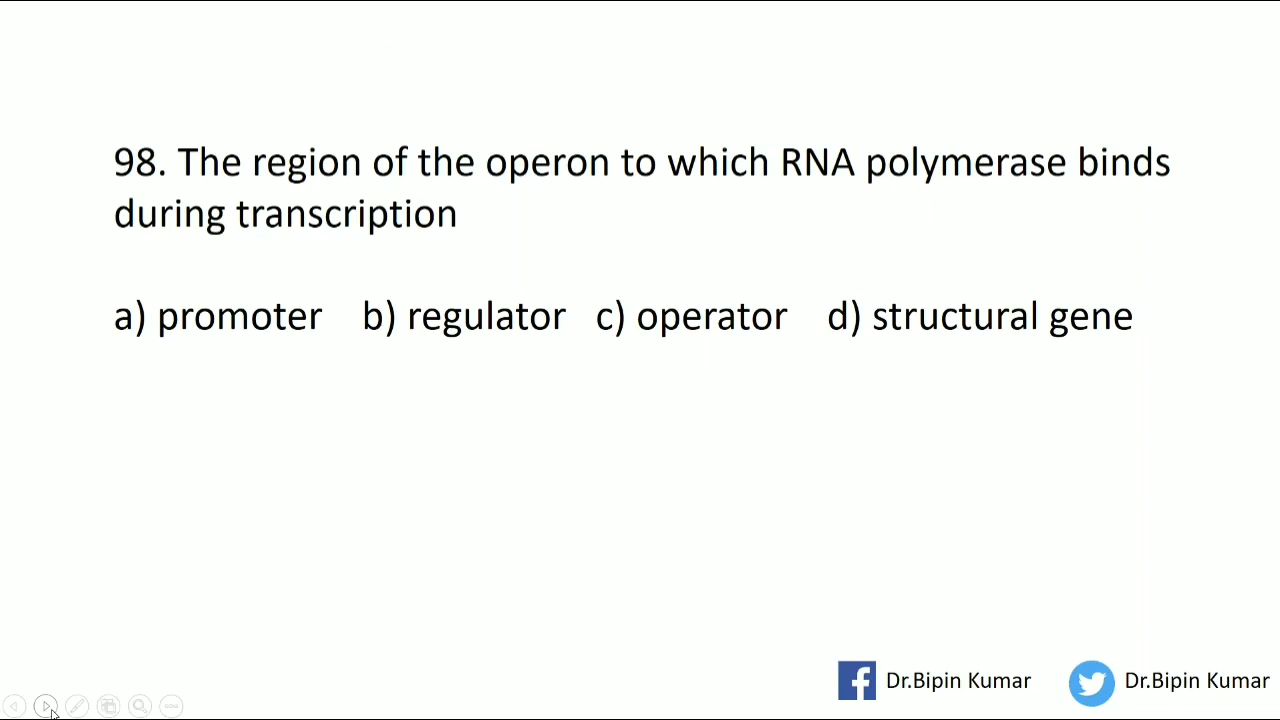 98. The region of the operon to which RNA polymerase binds
during transcription
a) promoter b) regulator c) operator d) structural gene
Dr.Bipin Kumar Dr.Bipin Kumar